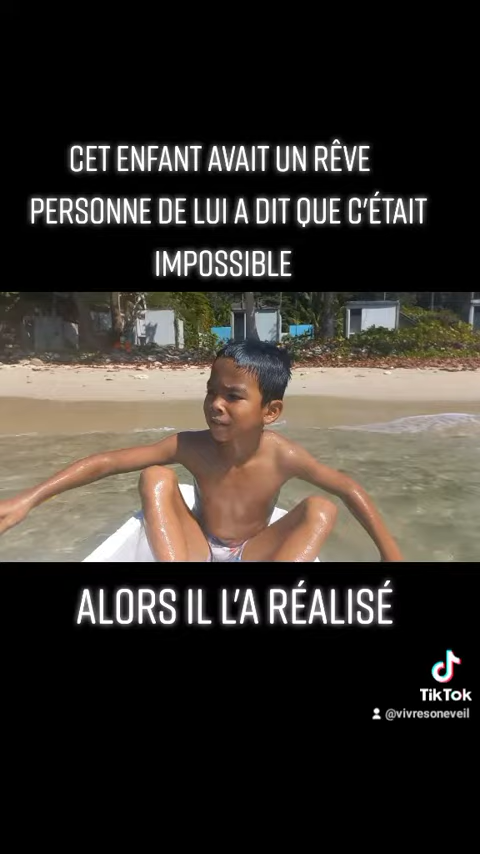 CET ENFANT AVAIT UN RÊVE
PERSONNE DE LUI A DIT QUE C'ÉTAIT
IMPOSSIBLE
ALORS IL L'A RÉALISÉ
TikTok
@vivresoneveil